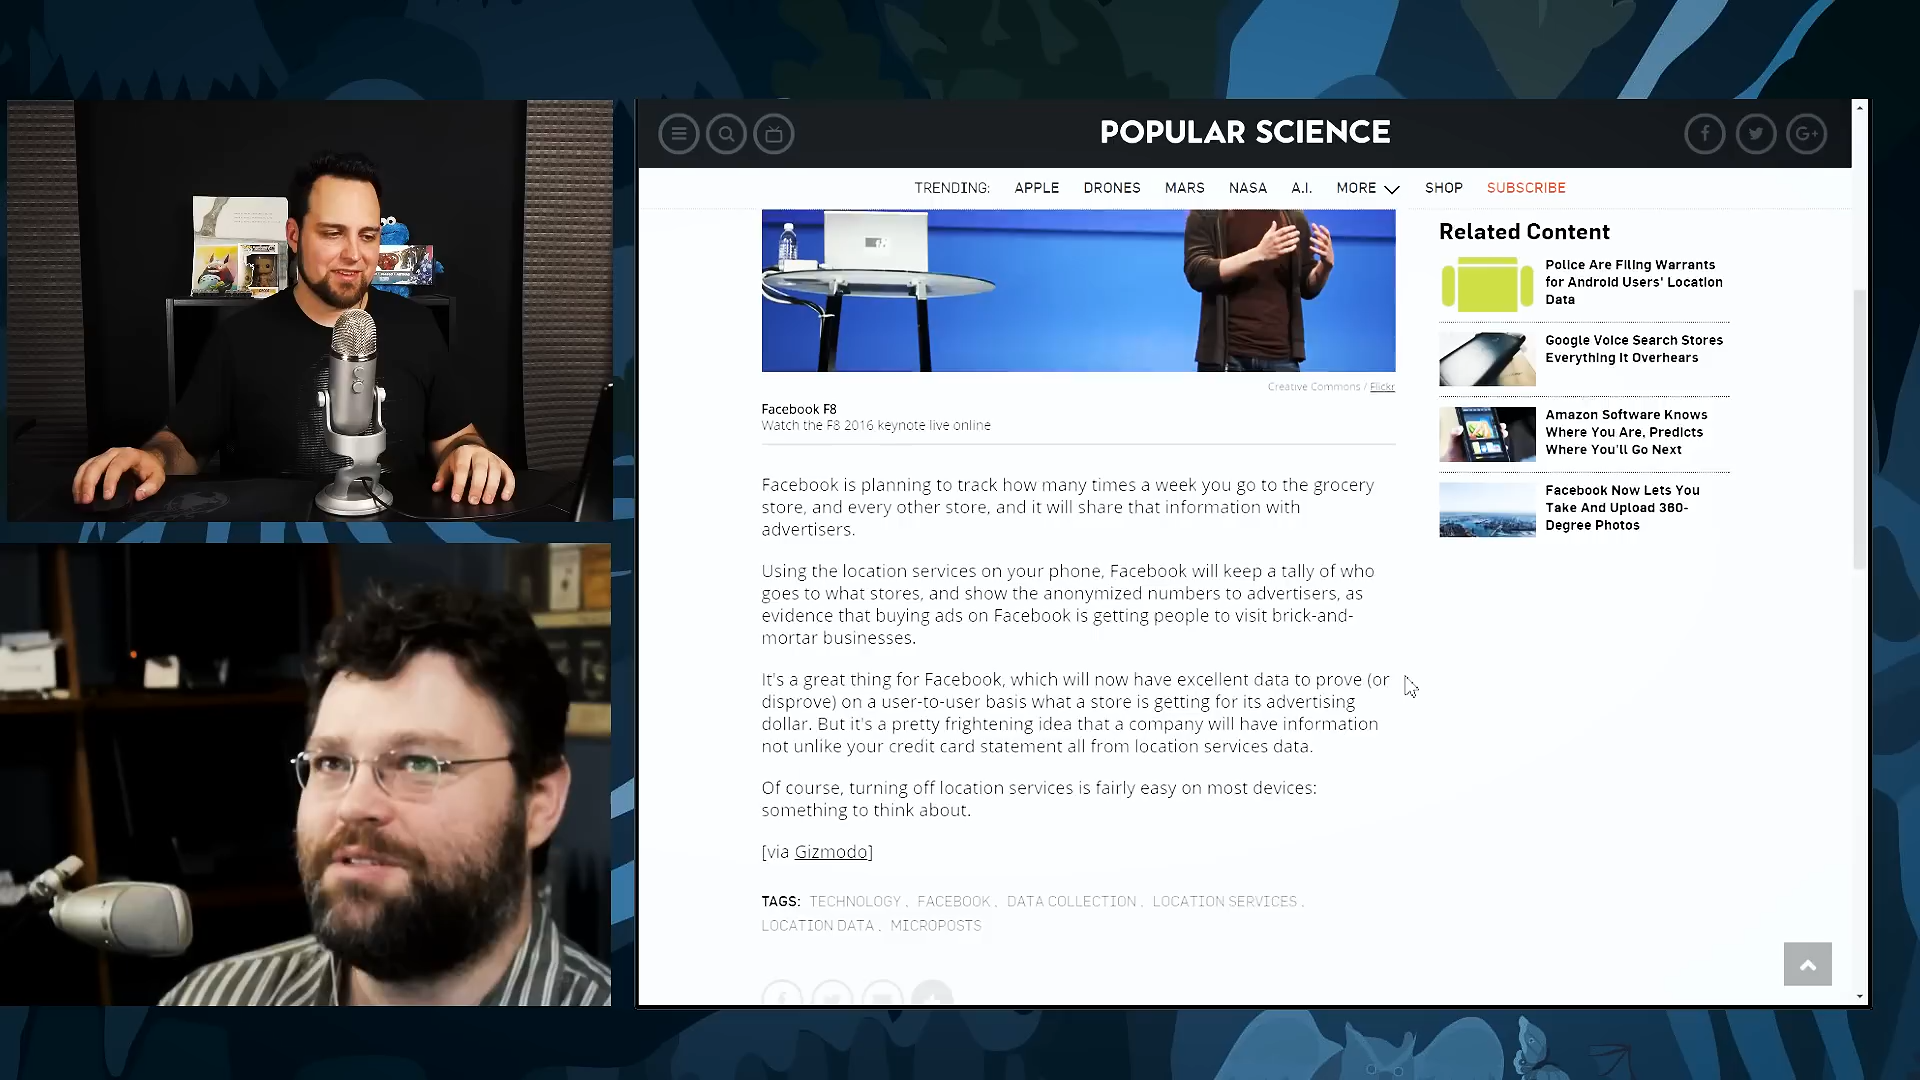 POPULAR SCIENCE
TRENDING: APPLE DRONES MARS NASA A.I. MORE SHOP SUBSCRIBE
Creative Commons / Flickr
Facebook F8
Watch the F8 2016 keynote live online
Facebook is planning to track how many times a week you go to the grocery
store, and every other store, and it will share that information with
advertisers.
Using the location services on your phone, Facebook will keep a tally of who
goes to what stores, and show the anonymized numbers to advertisers, as
evidence that buying ads on Facebook is getting people to visit brick-and-
mortar businesses.
It's a great thing for Facebook, which will now have excellent data to prove (or
disprove) on a user-to-user basis what a store is getting for its advertising
dollar. But it's a pretty frightening idea that a company will have information
not unlike your credit card statement all from location services data.
Of course, turning off location services is fairly easy on most devices:
something to think about.
[via Gizmodo]
TAGS: TECHNOLOGY , FACEBOOK , DATA COLLECTION , LOCATION SERVICES ,
LOCATION DATA , MICROPOSTS
Related Content
Police Are Filing Warrants
for Android Users' Location
Data
Google Voice Search Stores
Everything It Overhears
Amazon Software Knows
Where You Are, Predicts
Where You'll Go Next
Facebook Now Lets You
Take And Upload 360-
Degree Photos